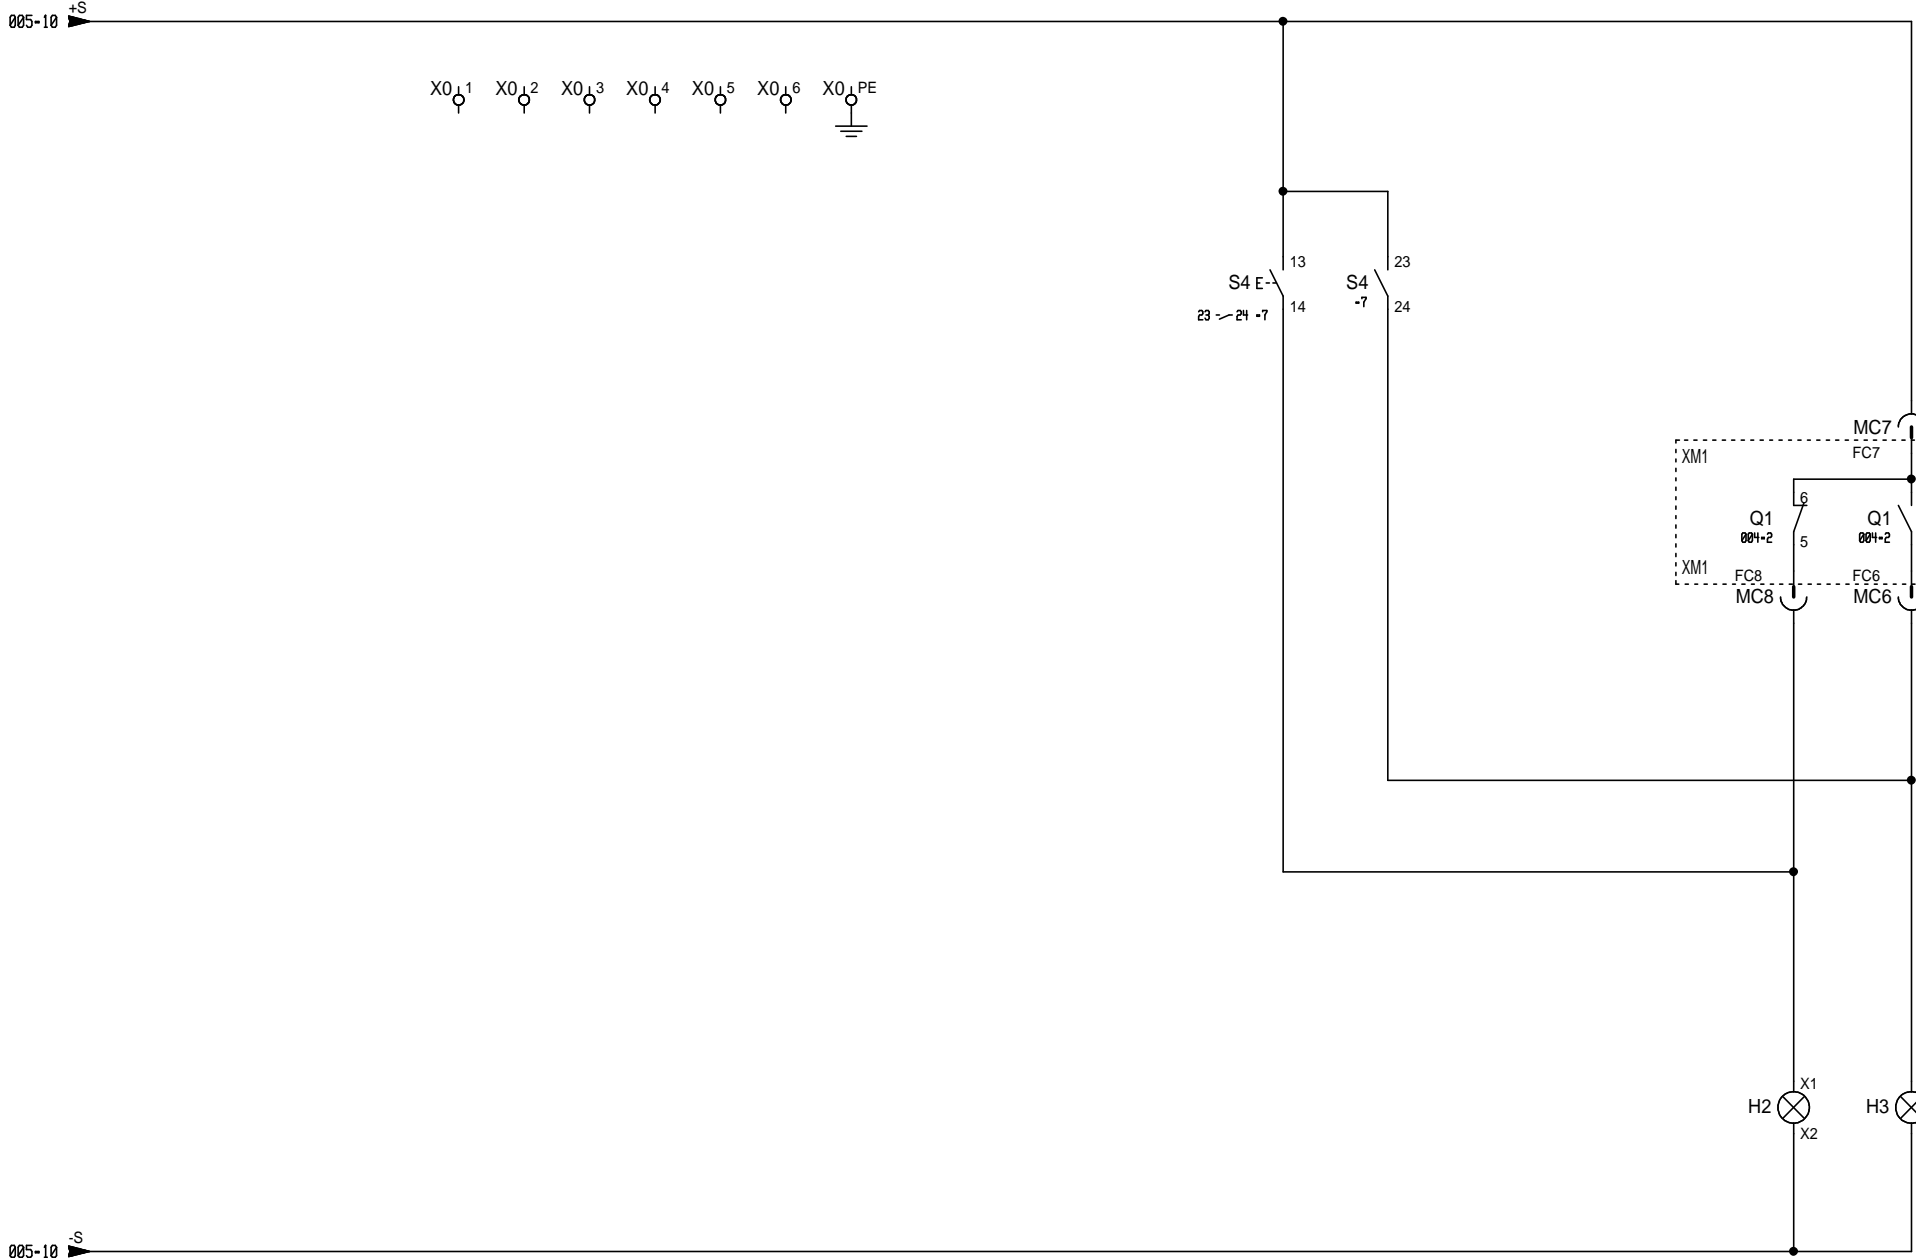 +S
005-10
X0 1 X0 2 X0 3 X0 4 X0 5 X0 6 X0 PE
13 23
S4 S4
-7
14 24
23 24 -7
MC7
XM1 FC7
6
Q1 Q1
004-2 004-2
5
XM1 FC8 FC6
MC8 MC6
X1
H2 H3
X2
-S
005-10